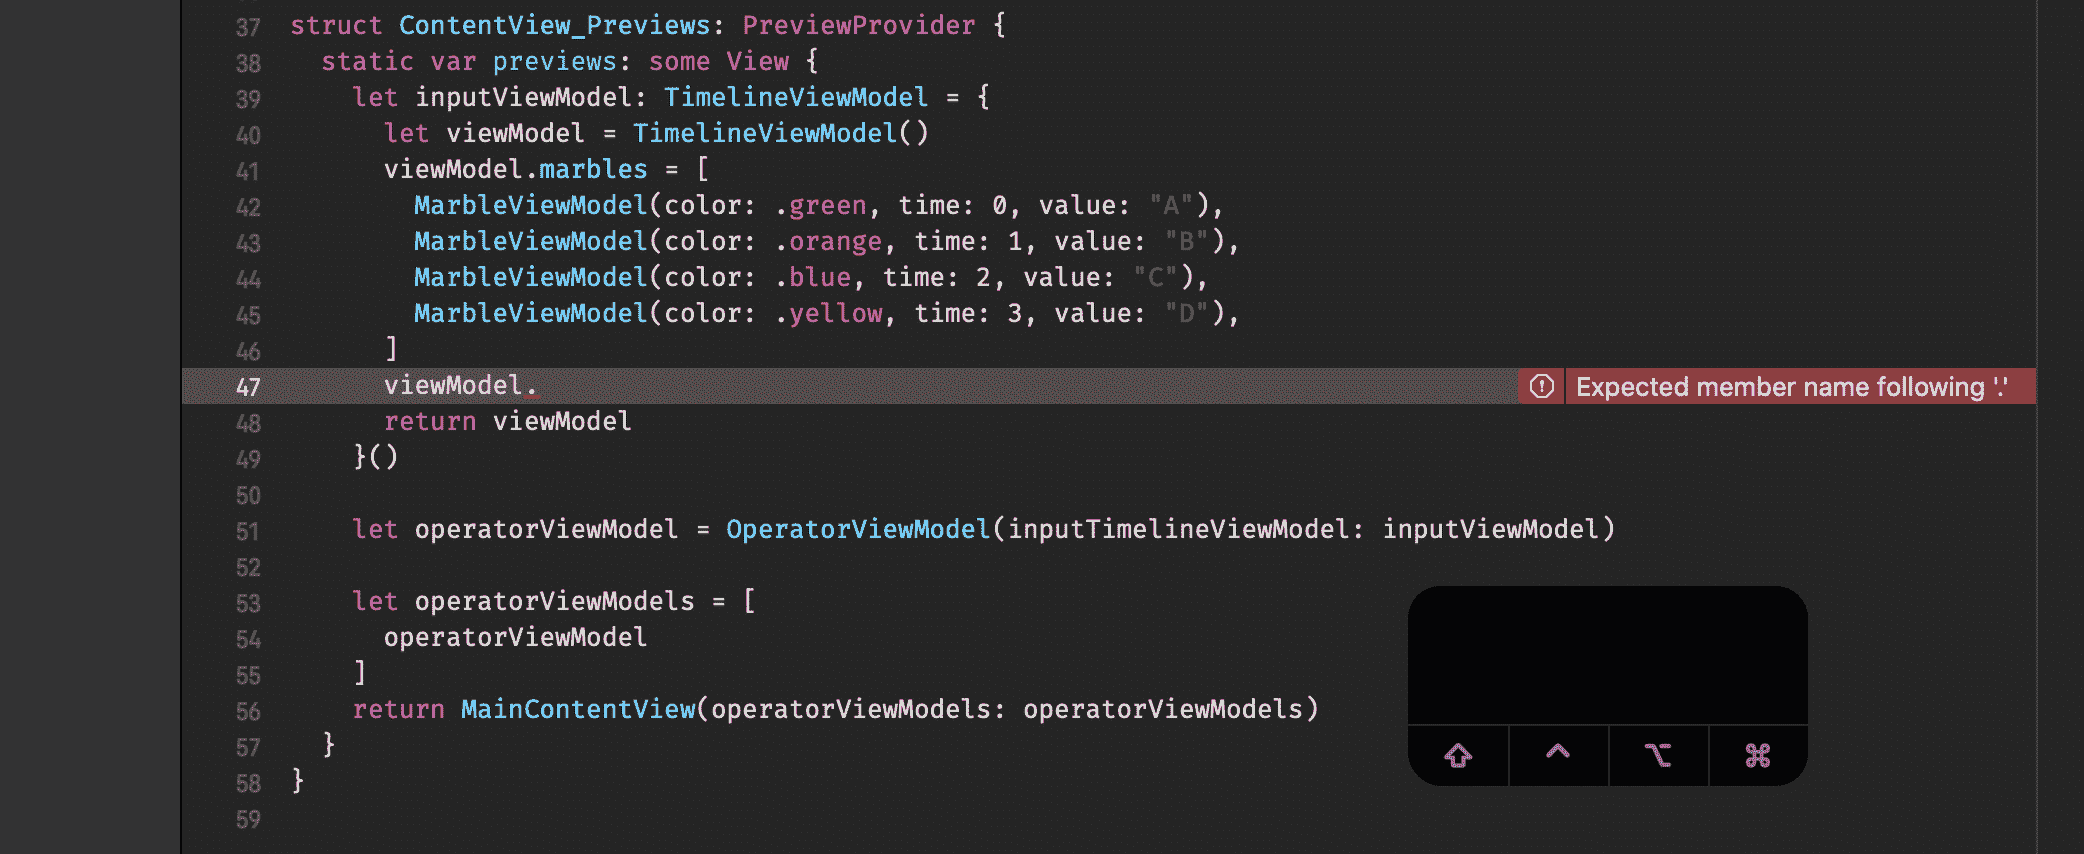 37 struct ContentView_Previews: PreviewProvider {
38 static var previews: some View {
39 let inputViewModel: TimelineViewModel = {
40 let viewModel = TimelineViewModel()
41 viewModel.marbles = [
42 MarbleViewModel(color: .green, time: 0, value: "A"),
43 MarbleViewModel(color: .orange, time: 1, value: "B"),
44 MarbleViewModel(color: .blue, time: 2, value: "C"),
45 MarbleViewModel(color: .yellow, time: 3, value: "D"),
46 ]
47 viewModel. Expected member name following '.'
48 return viewModel
49 }()
50
51 let operatorViewModel = OperatorViewModel(inputTimelineViewModel: inputViewModel)
52
53 let operatorViewModels = [
54 operatorViewModel
55 ]
56 return MainContentView(operatorViewModels: operatorViewModels)
57 }
58 }
59
⇧ ⌃ ⌥ ⌘